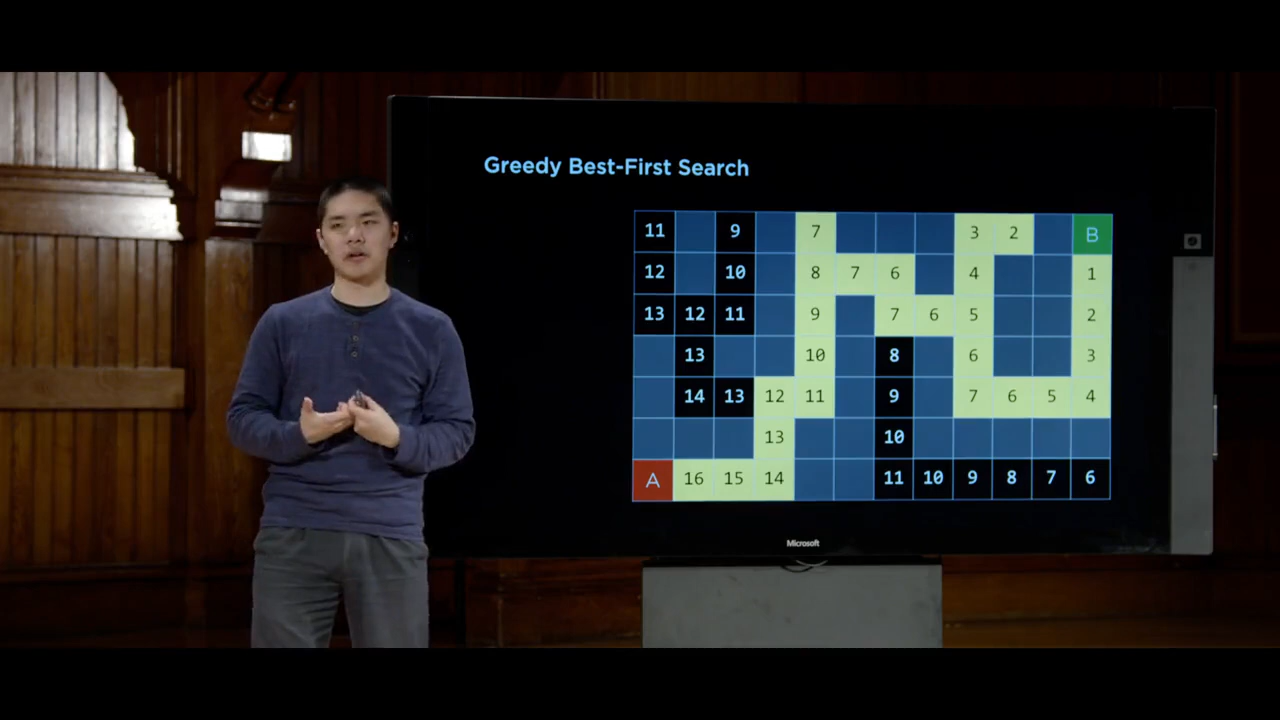 Greedy Best-First Search
11 9 7 3 2 B
12 10 8 7 6 4 1
13 12 11 9 7 6 5 2
13 10 8 6 3
14 13 12 11 9 7 6 5 4
13 10
A 16 15 14 11 10 9 8 7 6
Microsoft